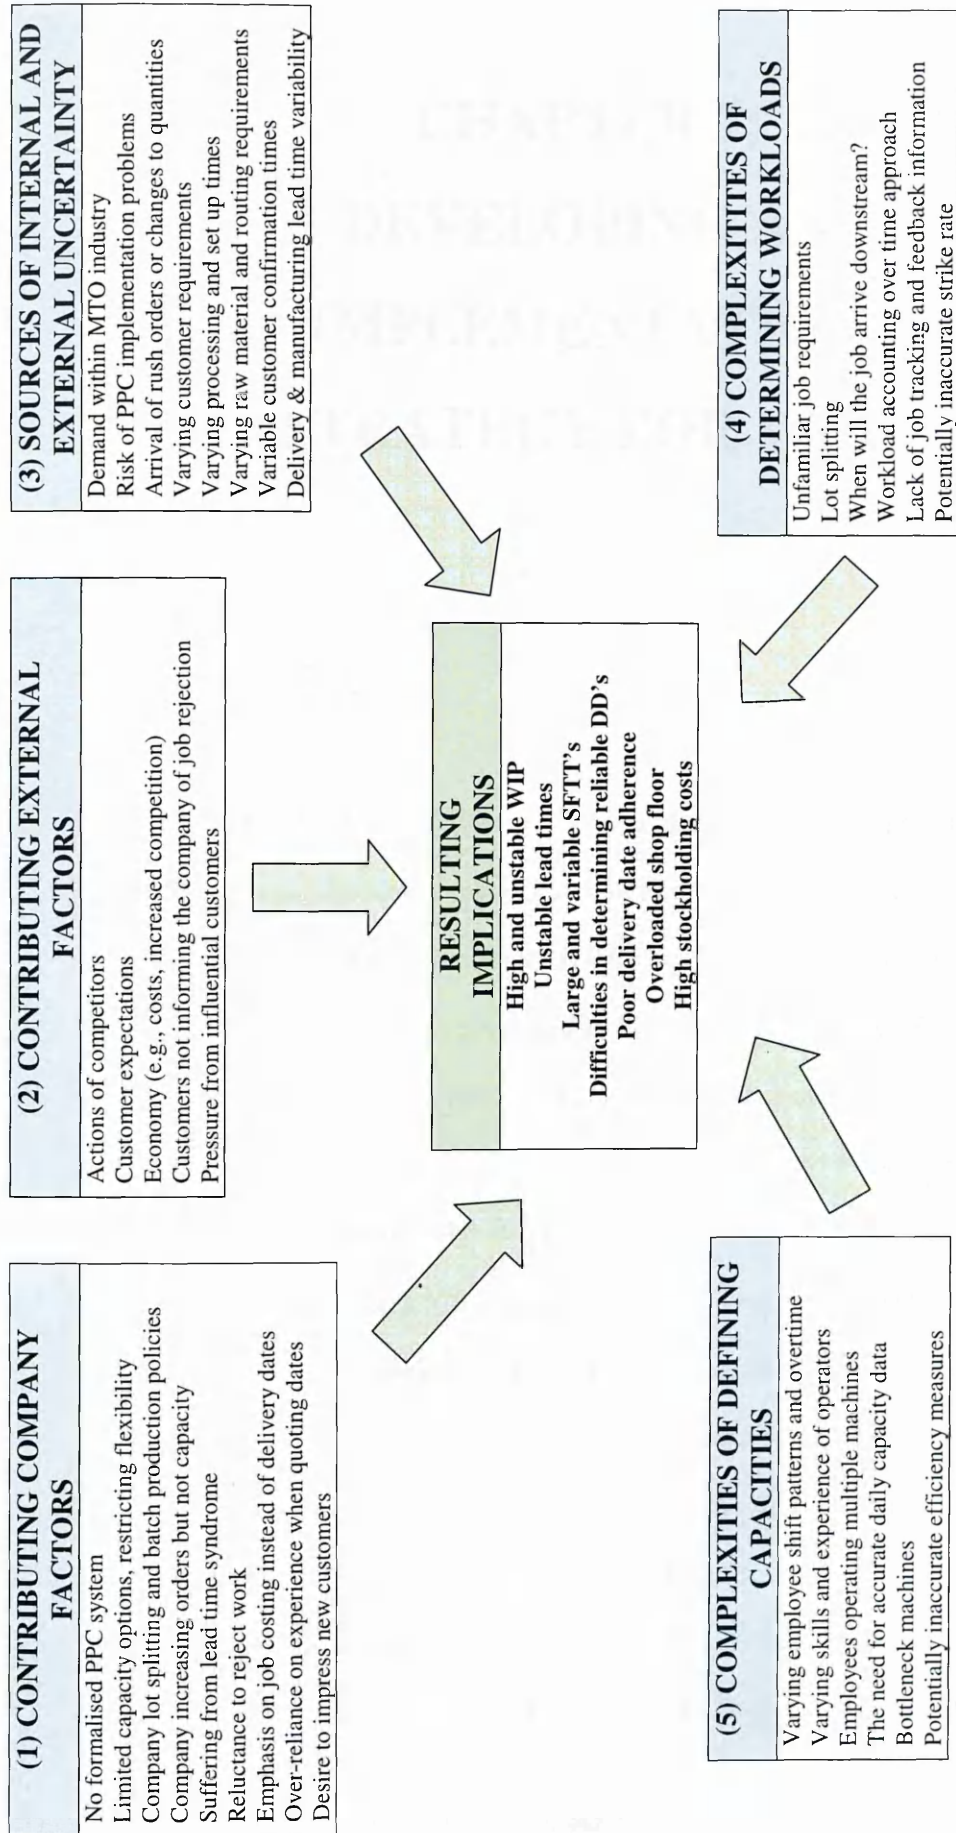 (1) CONTRIBUTING COMPANY
FACTORS
No formalised PPC system
Limited capacity options, restricting flexibility
Company lot splitting and batch production policies
Company increasing orders but not capacity
Suffering from lead time syndrome
Reluctance to reject work
Emphasis on job costing instead of delivery dates
Over-reliance on experience when quoting dates
Desire to impress new customers
(2) CONTRIBUTING EXTERNAL
FACTORS
Actions of competitors
Customer expectations
Economy (e.g., costs, increased competition)
Customers not informing the company of job rejection
Pressure from influential customers
(3) SOURCES OF INTERNAL AND
EXTERNAL UNCERTAINTY
Demand within MTO industry
Risk of PPC implementation problems
Arrival of rush orders or changes to quantities
Varying customer requirements
Varying processing and set up times
Varying raw material and routing requirements
Variable customer confirmation times
Delivery & manufacturing lead time variability
RESULTING
IMPLICATIONS
High and unstable WIP
Unstable lead times
Large and variable SFTT's
Difficulties in determining reliable DD's
Poor delivery date adherence
Overloaded shop floor
High stockholding costs
(5) COMPLEXITIES OF DEFINING
CAPACITIES
Varying employee shift patterns and overtime
Varying skills and experience of operators
Employees operating multiple machines
The need for accurate daily capacity data
Bottleneck machines
Potentially inaccurate efficiency measures
(4) COMPLEXITITES OF
DETERMINING WORKLOADS
Unfamiliar job requirements
Lot splitting
When will the job arrive downstream?
Workload accounting over time approach
Lack of job tracking and feedback information
Potentially inaccurate strike rate